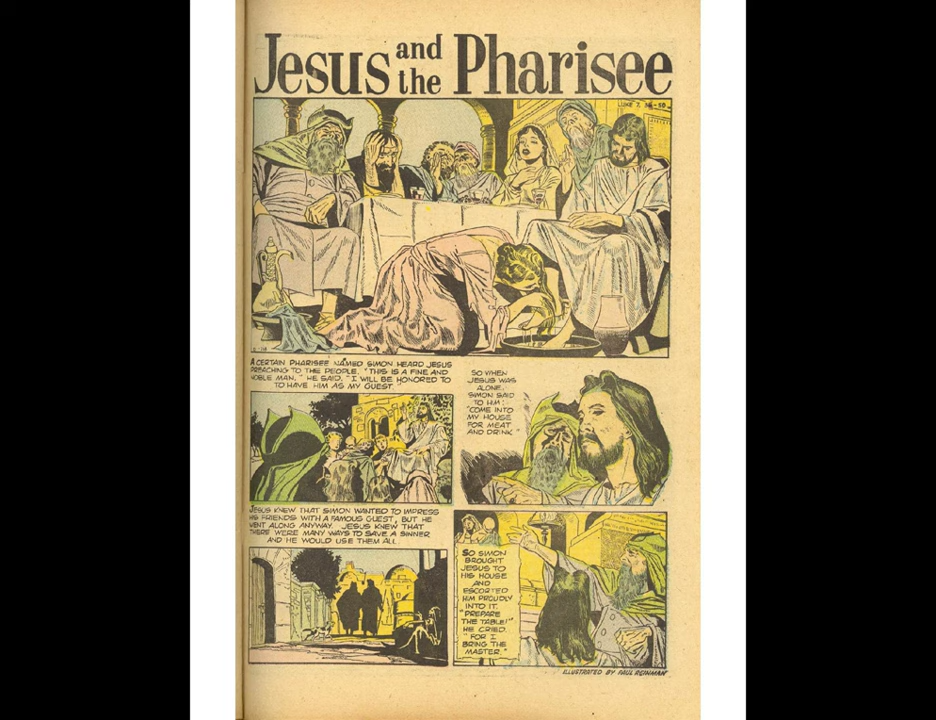 Jesus and the Pharisee
LUKE 7, 36-50
A CERTAIN PHARISEE NAMED SIMON HEARD JESUS
PREACHING TO THE PEOPLE. "THIS IS A FINE AND
NOBLE MAN," HE SAID, "I WILL BE HONORED TO
TO HAVE HIM AS MY GUEST."
SO WHEN
JESUS WAS
ALONE,
SIMON SAID
TO HIM:
"COME INTO
MY HOUSE
FOR MEAT
AND DRINK."
JESUS KNEW THAT SIMON WANTED TO IMPRESS
HIS FRIENDS WITH A FAMOUS GUEST, BUT HE
WENT ALONG ANYWAY. JESUS KNEW THAT
THERE WERE MANY WAYS TO SAVE A SINNER
AND HE WOULD USE THEM ALL.
SO SIMON
BROUGHT
JESUS TO
HIS HOUSE
AND
ESCORTED
HIM PROUDLY
INTO IT.
"PREPARE
THE TABLE!"
HE CRIED.
"FOR I
BRING THE
MASTER."
ILLUSTRATED BY PAUL REINMAN